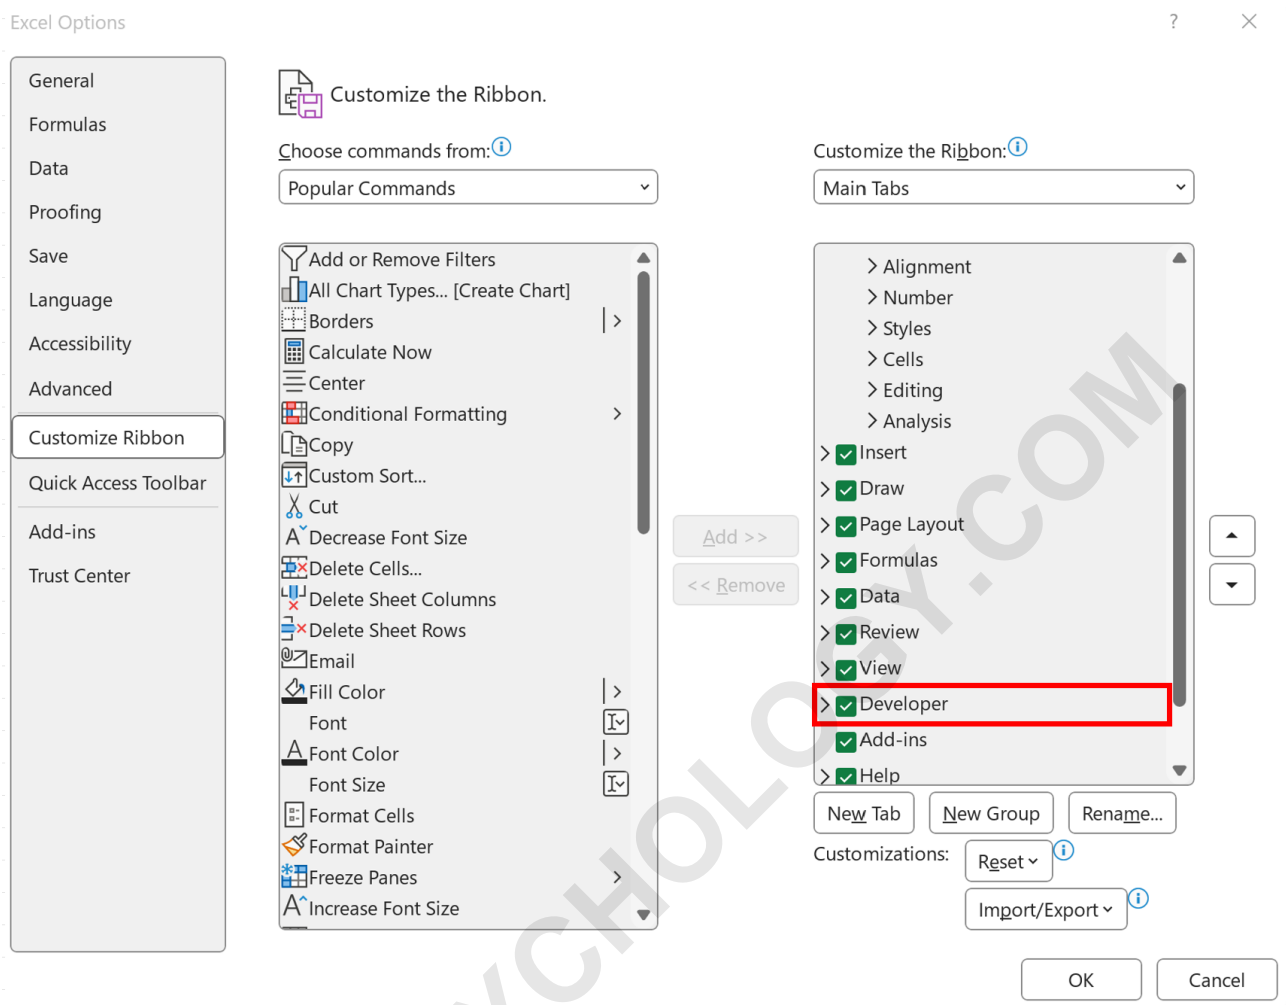 Excel Options
?
General
Formulas
Data
Proofing
Save
Language
Accessibility
Advanced
Customize Ribbon
Quick Access Toolbar
Add-ins
Trust Center
Customize the Ribbon.
Choose commands from:
Popular Commands
Add or Remove Filters
All Chart Types... [Create Chart]
Borders
Calculate Now
Center
Conditional Formatting
Copy
Custom Sort...
Cut
Decrease Font Size
Delete Cells...
Delete Sheet Columns
Delete Sheet Rows
Email
Fill Color
Font
Font Color
Font Size
Format Cells
Format Painter
Freeze Panes
Increase Font Size
Add >>
<< Remove
Customize the Ribbon:
Main Tabs
Alignment
Number
Styles
Cells
Editing
Analysis
Insert
Draw
Page Layout
Formulas
Data
Review
View
Developer
Add-ins
Help
New Tab
New Group
Rename...
Customizations:
Reset
Import/Export
OK
Cancel
YCHOLOGY.COM